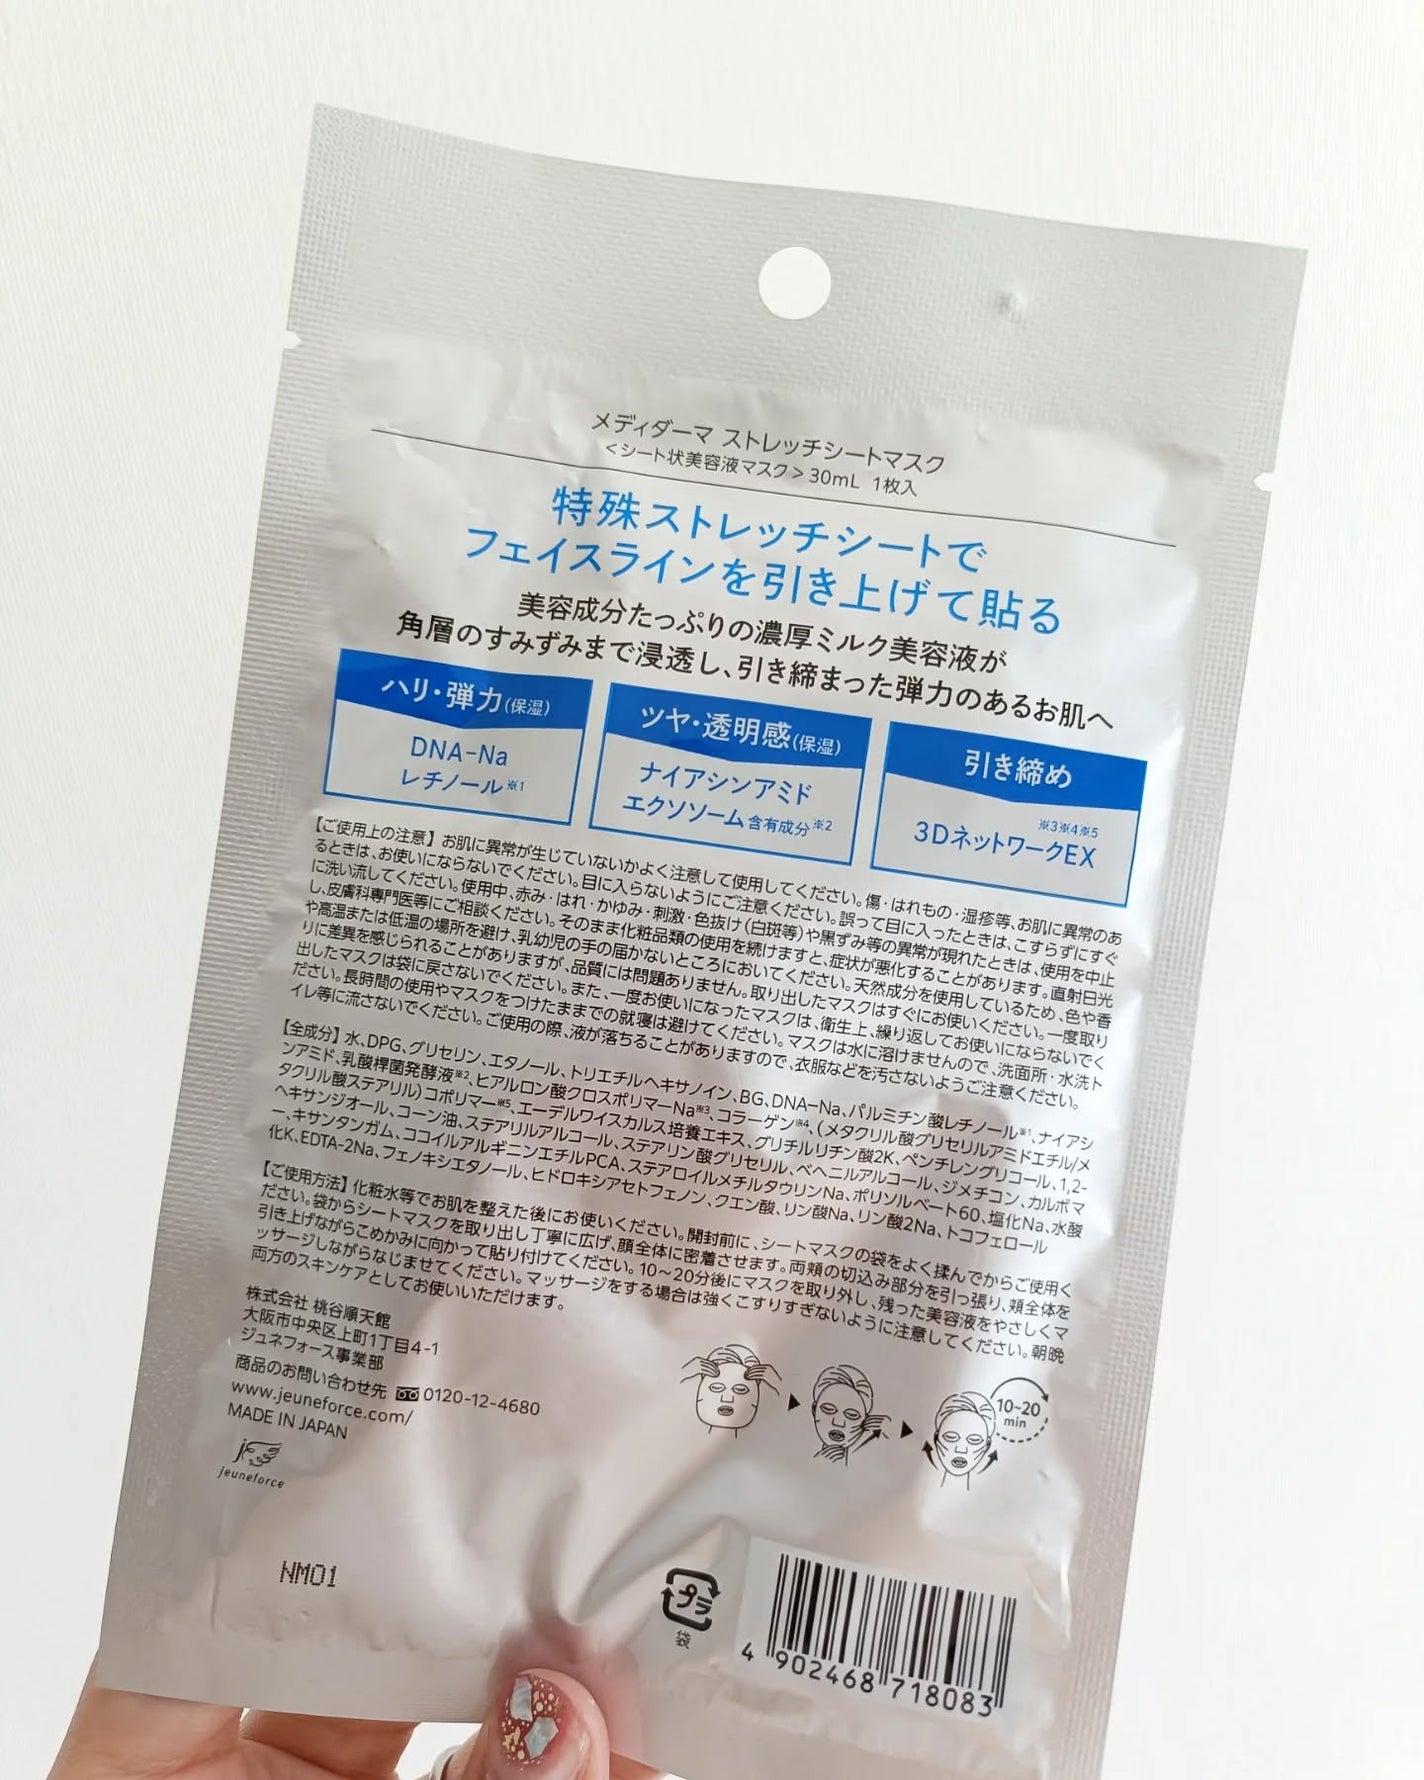 メディダーマ ストレッチシートマスク
＜シート状美容液マスク＞30mL 1枚入
特殊ストレッチシートで
フェイスラインを引き上げて貼る
美容成分たっぷりの濃厚ミルク美容液が
角層のすみずみまで浸透し、引き締まった弾力のあるお肌へ
ハリ・弾力(保湿)
DNA-Na
レチノール※1
ツヤ・透明感(保湿)
ナイアシンアミド
エクソソーム含有成分※2
引き締め
※3※4※5
3DネットワークEX
【ご使用上の注意】お肌に異常が生じていないかよく注意して使用してください。傷・はれもの・湿疹等、お肌に異常のあ
るときは、お使いにならないでください。目に入らないようにご注意ください。誤って目に入ったときは、こすらずにすぐ
に洗い流してください。使用中、赤み・はれ・かゆみ・刺激・色抜け(白斑等)や黒ずみ等の異常が現れたときは、使用を中止
し、皮膚科専門医等にご相談ください。そのまま化粧品類の使用を続けますと、症状が悪化することがあります。直射日光
や高温または低温の場所を避け、乳幼児の手の届かないところにおいてください。天然成分を使用しているため、色や香
りに差異を感じられることがありますが、品質には問題ありません。取り出したマスクはすぐにお使いください。一度取り
出したマスクは袋に戻さないでください。また、一度お使いになったマスクは、衛生上、繰り返してお使いにならないでく
ださい。長時間の使用やマスクをつけたままでの就寝は避けてください。マスクは水に溶けませんので、洗面所・水洗ト
イレ等に流さないでください。ご使用の際、液が落ちることがありますので、衣服などを汚さないようご注意ください。
【全成分】水、DPG、グリセリン、エタノール、トリエチルヘキサノイン、BG、DNA-Na、パルミチン酸レチノール※1、ナイアシ
ンアミド、乳酸桿菌発酵液※2、ヒアルロン酸クロスポリマーNa※3、コラーゲン※4、(メタクリル酸グリセリルアミドエチル/メ
タクリル酸ステアリル)コポリマー※5、エーデルワイスカルス培養エキス、グリチルリチン酸2K、ペンチレングリコール、1,2-
ヘキサンジオール、コーン油、ステアリルアルコール、ステアリン酸グリセリル、ベヘニルアルコール、ジメチコン、カルボマ
ー、キサンタンガム、ココイルアルギニンエチルPCA、ステアロイルメチルタウリンNa、ポリソルベート60、塩化Na、水酸
化K、EDTA-2Na、フェノキシエタノール、ヒドロキシアセトフェノン、クエン酸、リン酸Na、リン酸2Na、トコフェロール
【ご使用方法】化粧水等でお肌を整えた後にお使いください。開封前に、シートマスクの袋をよく揉んでからご使用く
ださい。袋からシートマスクを取り出し丁寧に広げ、顔全体に密着させます。両頬の切込み部分を引っ張り、頬全体を
引き上げながらこめかみに向かって貼り付けてください。10～20分後にマスクを取り外し、残った美容液をやさしくマ
ッサージしながらなじませてください。マッサージをする場合は強くこすりすぎないように注意してください。朝晩
両方のスキンケアとしてお使いいただけます。
株式会社 桃谷順天館
大阪市中央区上町1丁目4-1
ジュネフォース事業部
商品のお問い合わせ先 0120-12-4680
www.jeuneforce.com/
MADE IN JAPAN
jeuneforce
10~20
min
NM01
プラ
袋
4 902468 718083